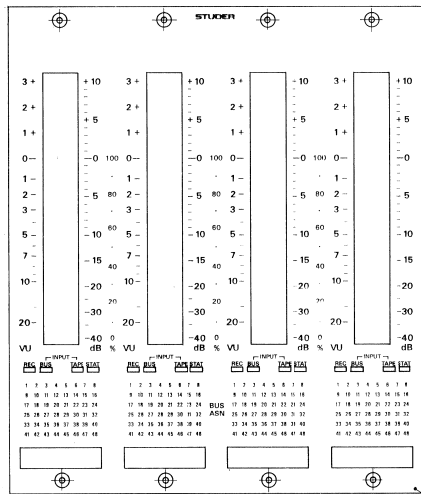 STUDER
3 + + 10 3 + + 10 3 + - 10 3 + + 10
2 + 2 + 2 + 2 +
+ 5 + 5 + 5 + 5
1 + 1 + 1 + 1 +
0 - - 0 100 0 - - 0 100 0 - - 0 100 0 - - 0
1 - 1 - 1 - 1 -
2 - - 5 80 2 - - 5 80 2 - - 5 80 2 - - 5
3 - 3 - 3 - 3 -
60 60 60
5 - - 10 5 - - 10 5 - - 10 5 - - 10
7 - 7 - 7 - 7 -
- 15 - 15 - 15 - 15
40 40 40
10 - 10 - 10 - 10 -
- 20 20 - 20 20 - 20 20 - 20
20 - 20 - 20 - 20 -
- 40 0 - 40 0 - 40 0 - 40
VU dB % VU dB % VU dB % VU dB
INPUT INPUT INPUT INPUT
REC BUS TAPE STAT REC BUS TAPE STAT REC BUS TAPE STAT REC BUS TAPE STAT
1 2 3 4 5 6 7 8 1 2 3 4 5 6 7 8 1 2 3 4 5 6 7 8 1 2 3 4 5 6 7 8
9 10 11 12 13 14 15 16 9 10 11 12 13 14 15 16 9 10 11 12 13 14 15 16 9 10 11 12 13 14 15 16
17 18 19 20 21 22 23 24 17 18 19 20 21 22 23 24 BUS 17 18 19 20 21 22 23 24 17 18 19 20 21 22 23 24
25 26 27 28 29 30 31 32 25 26 27 28 29 30 31 32 ASN 25 26 27 28 29 30 31 32 25 26 27 28 29 30 31 32
33 34 35 36 37 38 39 40 33 34 35 36 37 38 39 40 33 34 35 36 37 38 39 40 33 34 35 36 37 38 39 40
41 42 43 44 45 46 47 48 41 42 43 44 45 46 47 48 41 42 43 44 45 46 47 48 41 42 43 44 45 46 47 48